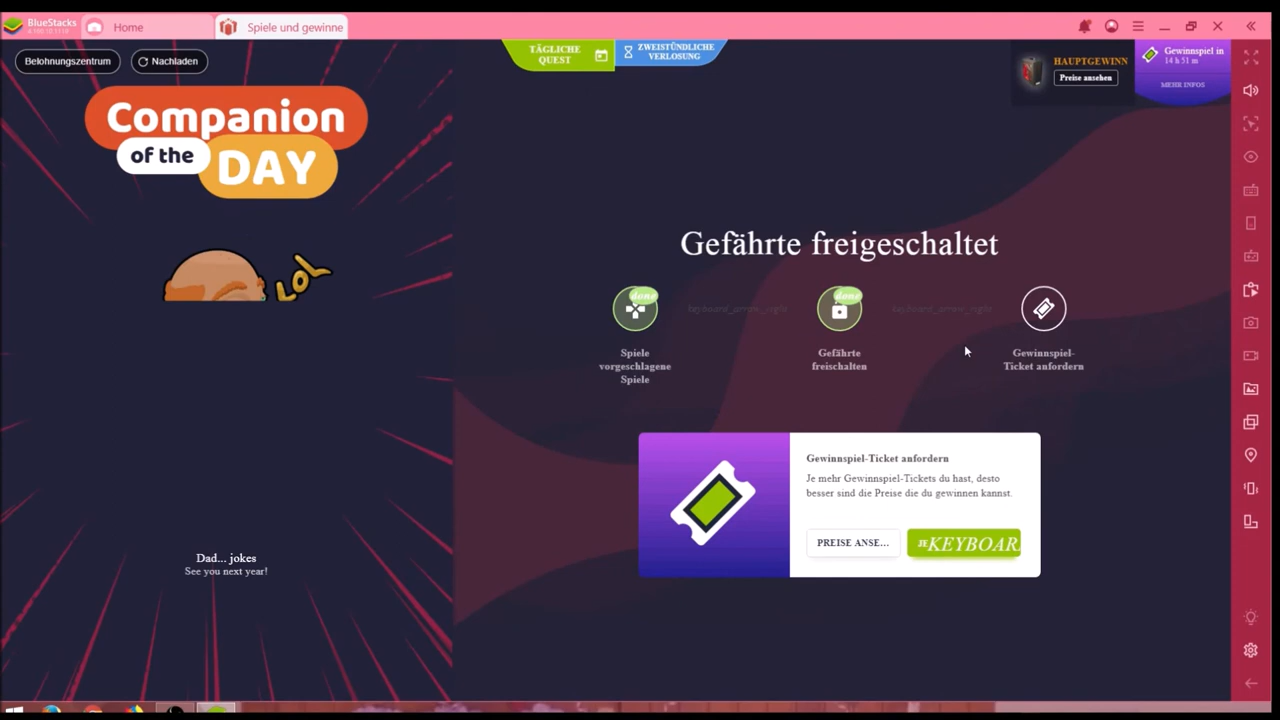 BlueStacks
Home
Spiele und gewinne
Belohnungszentrum
Nachladen
TÄGLICHE
QUEST
ZWEISTÜNDLICHE
VERLOSUNG
HAUPTGEWINN
Preise ansehen
Gewinnspiel in
14 h 51 m
MEHR INFOS
Companion
of the
DAY
LOL
Gefährte freigeschaltet
done
done
keyboard_arrow_right
keyboard_arrow_right
Spiele
vorgeschlagene
Spiele
Gefährte
freischalten
Gewinnspiel-
Ticket anfordern
Gewinnspiel-Ticket anfordern
Je mehr Gewinnspiel-Tickets du hast, desto
besser sind die Preise die du gewinnen kannst.
PREISE ANSE...
JE KEYBOAR
Dad... jokes
See you next year!